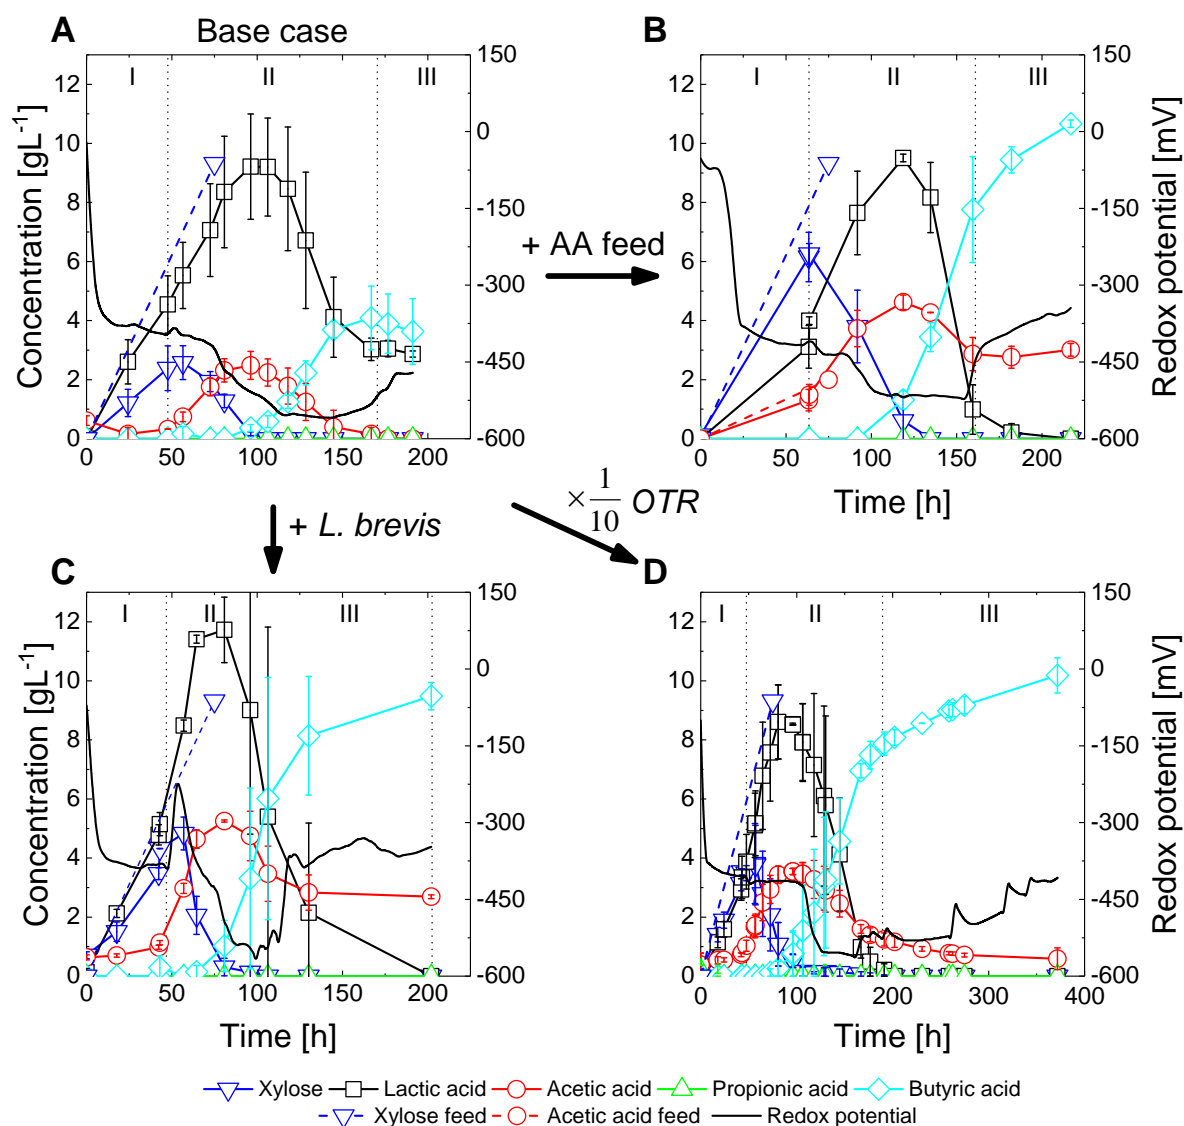 A
Base case
B
I II III
I II III
12
10
8
6
4
2
0
Concentration [gL-1]
150
0
-150
-300
-450
-600
+ AA feed
12
10
8
6
4
2
0
150
0
-150
-300
-450
-600
Redox potential [mV]
0 50 100 150 200
0 50 100 150 200
Time [h]
+ L. brevis
×1/10 OTR
C
D
I II III
I II III
12
10
8
6
4
2
0
Concentration [gL-1]
150
0
-150
-300
-450
-600
12
10
8
6
4
2
0
150
0
-150
-300
-450
-600
Redox potential [mV]
0 50 100 150 200
0 100 200 300 400
Time [h]
Time [h]
Xylose Lactic acid Acetic acid Propionic acid Butyric acid
Xylose feed Acetic acid feed Redox potential